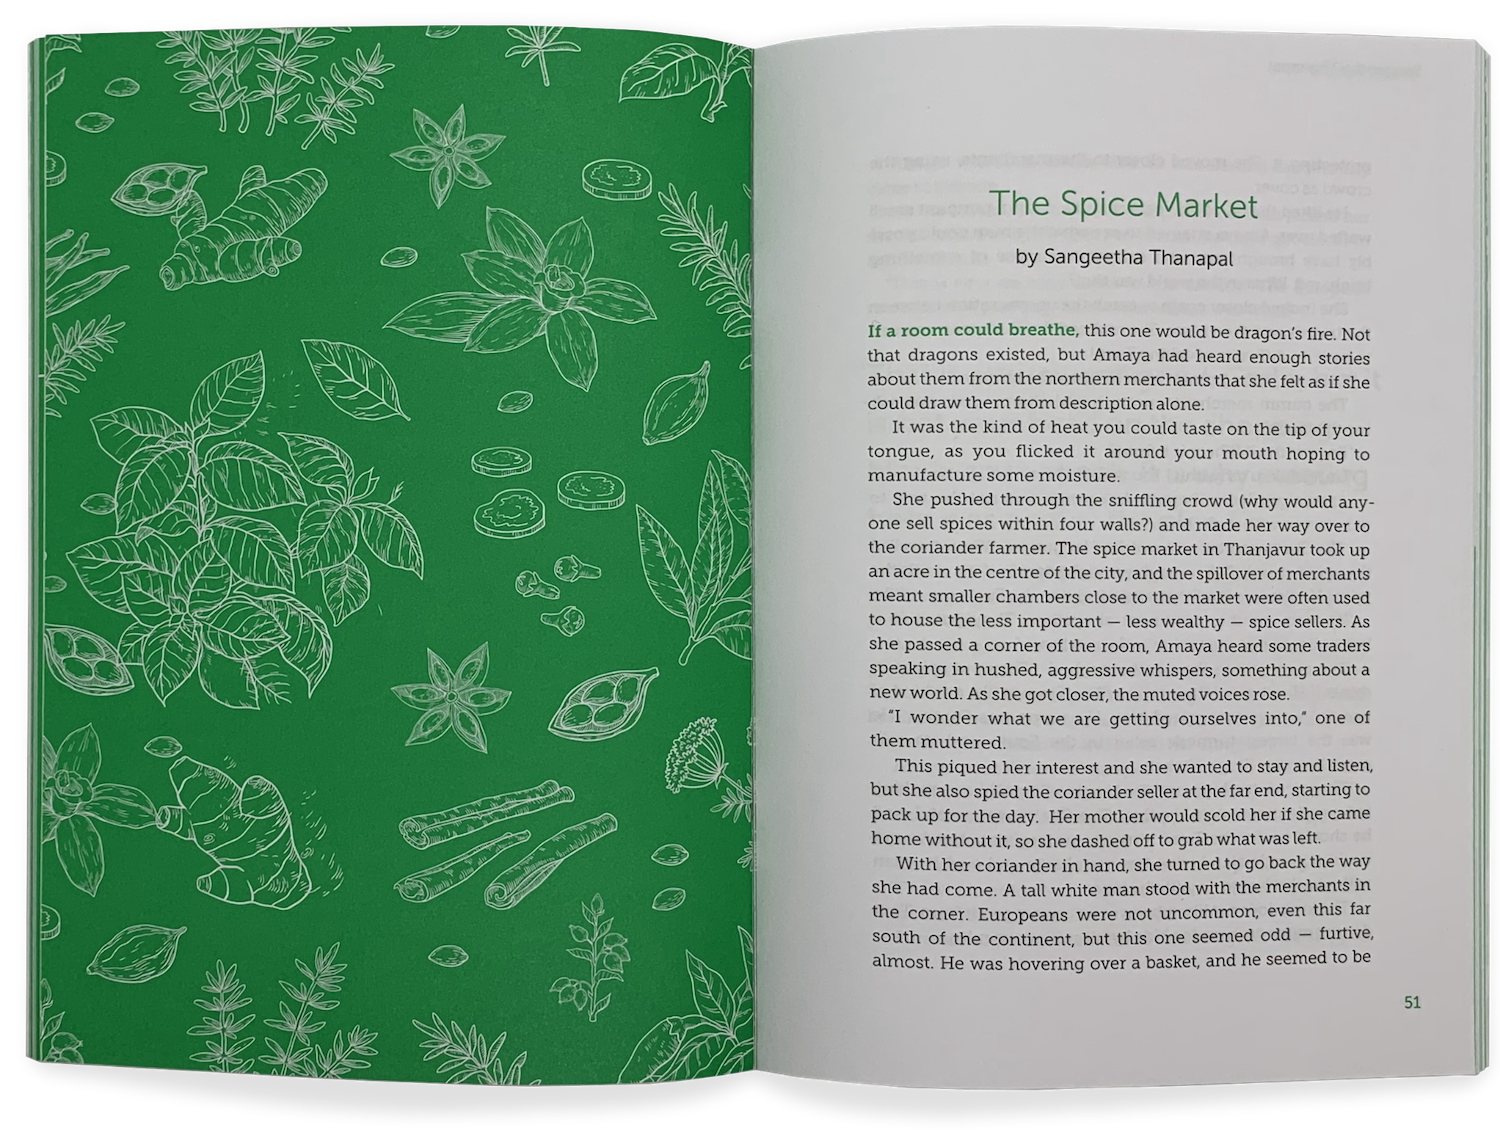 The Spice Market
by Sangeetha Thanapal
If a room could breathe, this one would be dragon's fire. Not
that dragons existed, but Amaya had heard enough stories
about them from the northern merchants that she felt as if she
could draw them from description alone.
It was the kind of heat you could taste on the tip of your
tongue, as you flicked it around your mouth hoping to
manufacture some moisture.
She pushed through the sniffling crowd (why would any-
one sell spices within four walls?) and made her way over to
the coriander farmer. The spice market in Thanjavur took up
an acre in the centre of the city, and the spillover of merchants
meant smaller chambers close to the market were often used
to house the less important — less wealthy — spice sellers. As
she passed a corner of the room, Amaya heard some traders
speaking in hushed, aggressive whispers, something about a
new world. As she got closer, the muted voices rose.
"I wonder what we are getting ourselves into," one of
them muttered.
This piqued her interest and she wanted to stay and listen,
but she also spied the coriander seller at the far end, starting to
pack up for the day.  Her mother would scold her if she came
home without it, so she dashed off to grab what was left.
With her coriander in hand, she turned to go back the way
she had come. A tall white man stood with the merchants in
the corner. Europeans were not uncommon, even this far
south of the continent, but this one seemed odd — furtive,
almost. He was hovering over a basket, and he seemed to be
51